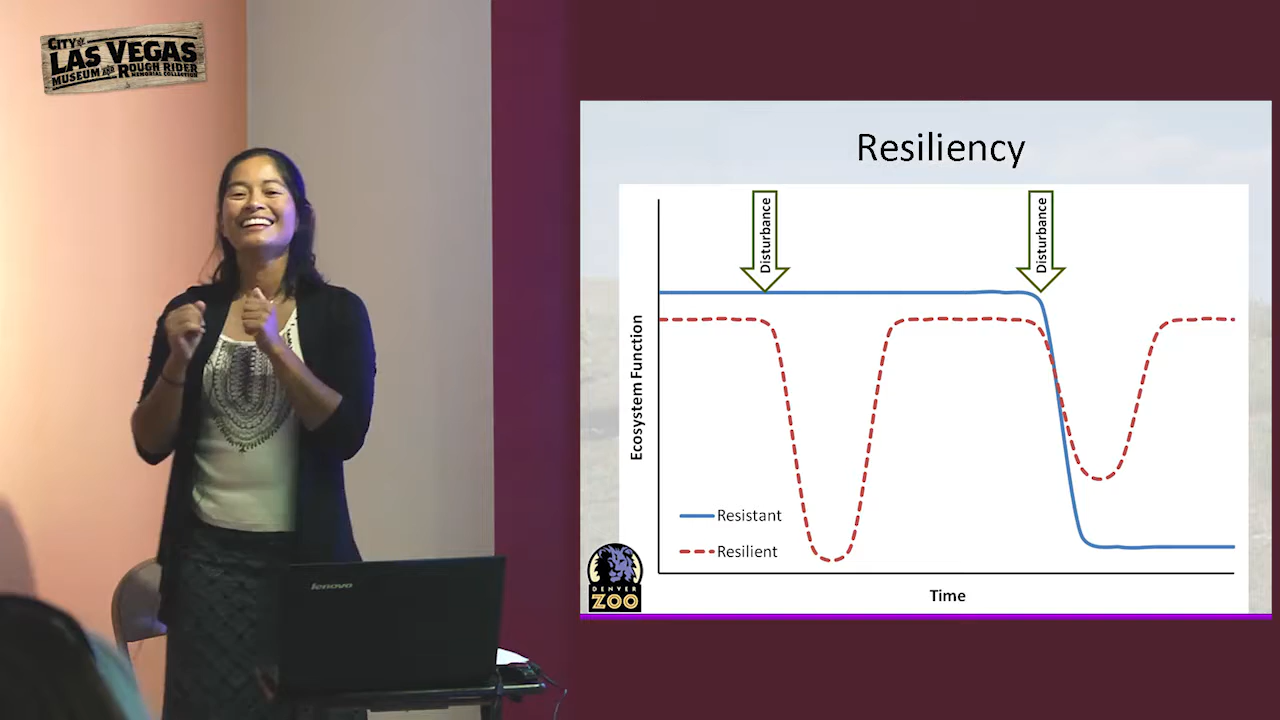 CITY OF
LAS VEGAS
MUSEUM AND ROUGH RIDER
MEMORIAL COLLECTION
Resiliency
Disturbance
Disturbance
Ecosystem Function
Resistant
Resilient
Time
DENVER
ZOO
lenovo